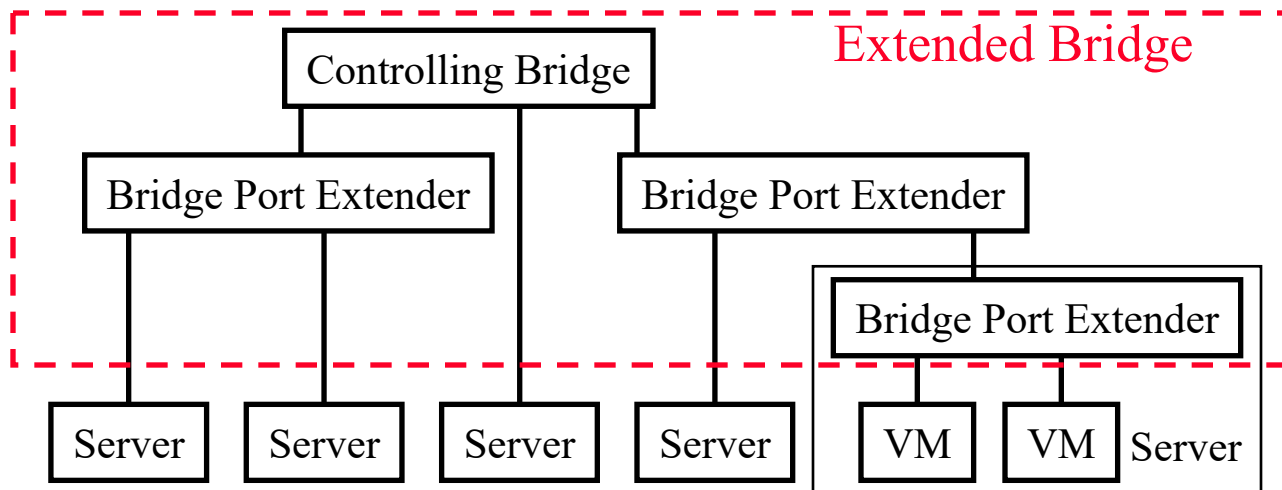 Extended Bridge
Controlling Bridge
Bridge Port Extender
Bridge Port Extender
Bridge Port Extender
Server
Server
Server
Server
VM
VM
Server